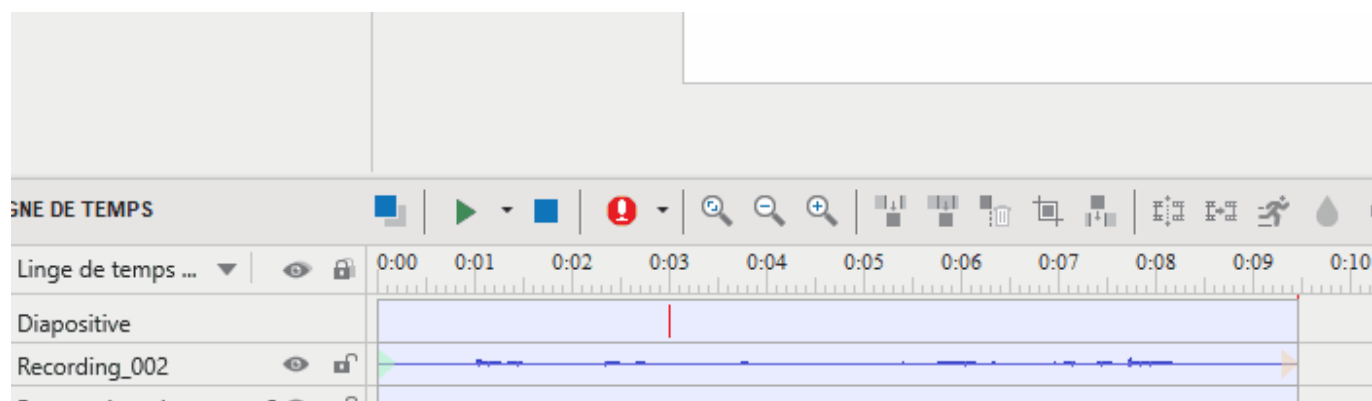 GNE DE TEMPS
Linge de temps ... 0:00 0:01 0:02 0:03 0:04 0:05 0:06 0:07 0:08 0:09 0:10
Diapositive
Recording_002